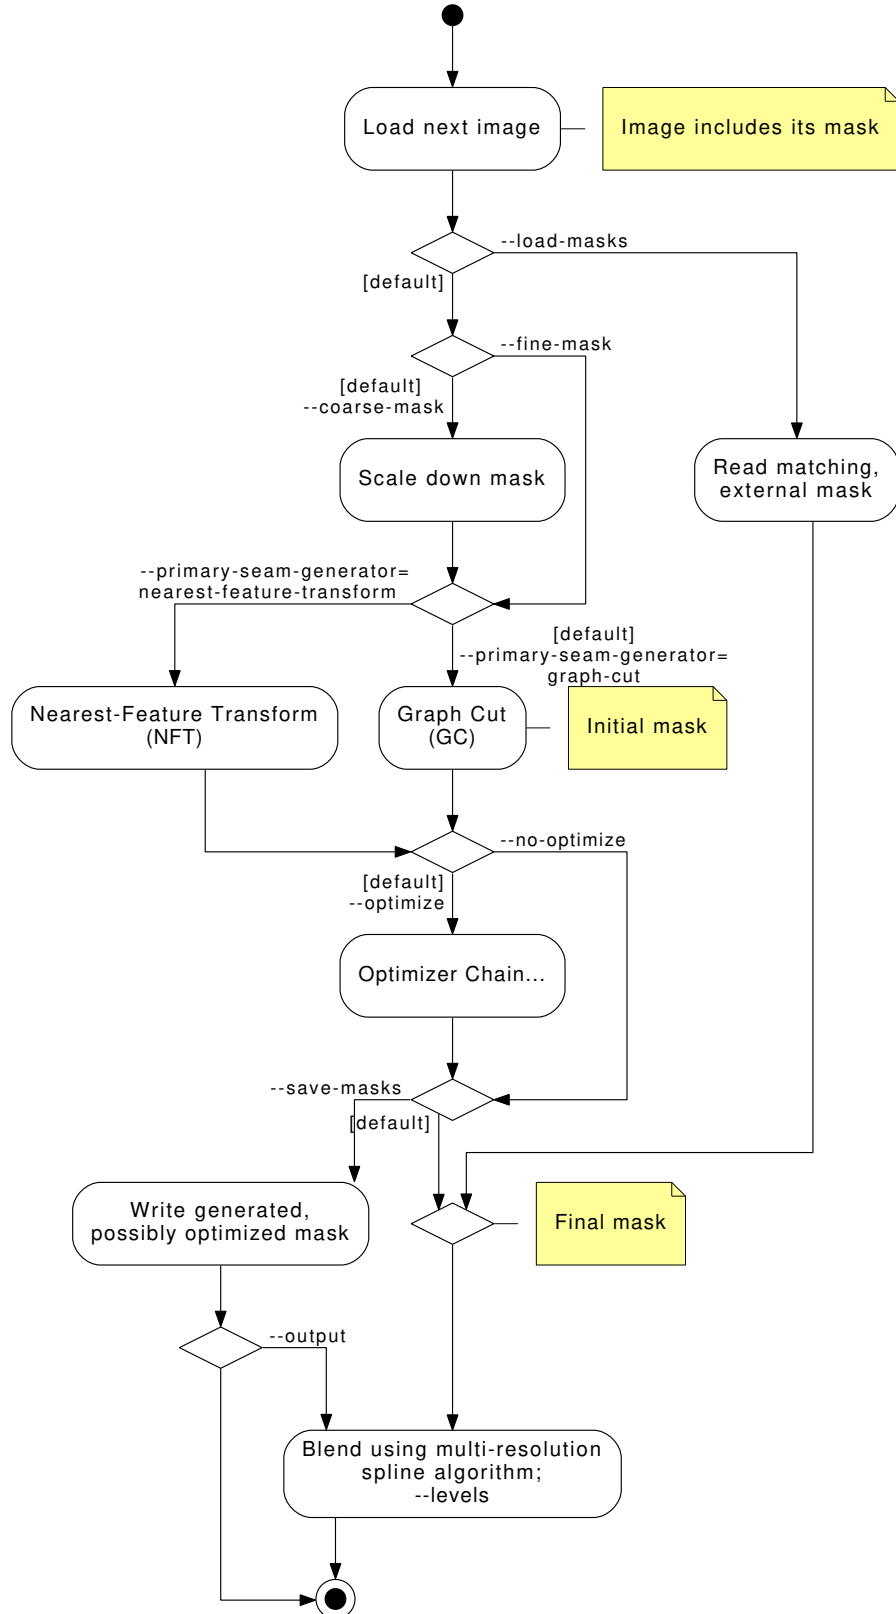 Load next image
Image includes its mask
--load-masks
[default]
--fine-mask
[default]
--coarse-mask
Scale down mask
Read matching,
external mask
--primary-seam-generator=
nearest-feature-transform
[default]
--primary-seam-generator=
graph-cut
Nearest-Feature Transform
(NFT)
Graph Cut
(GC)
Initial mask
--no-optimize
[default]
--optimize
Optimizer Chain...
--save-masks
[default]
Write generated,
possibly optimized mask
Final mask
--output
Blend using multi-resolution
spline algorithm;
--levels